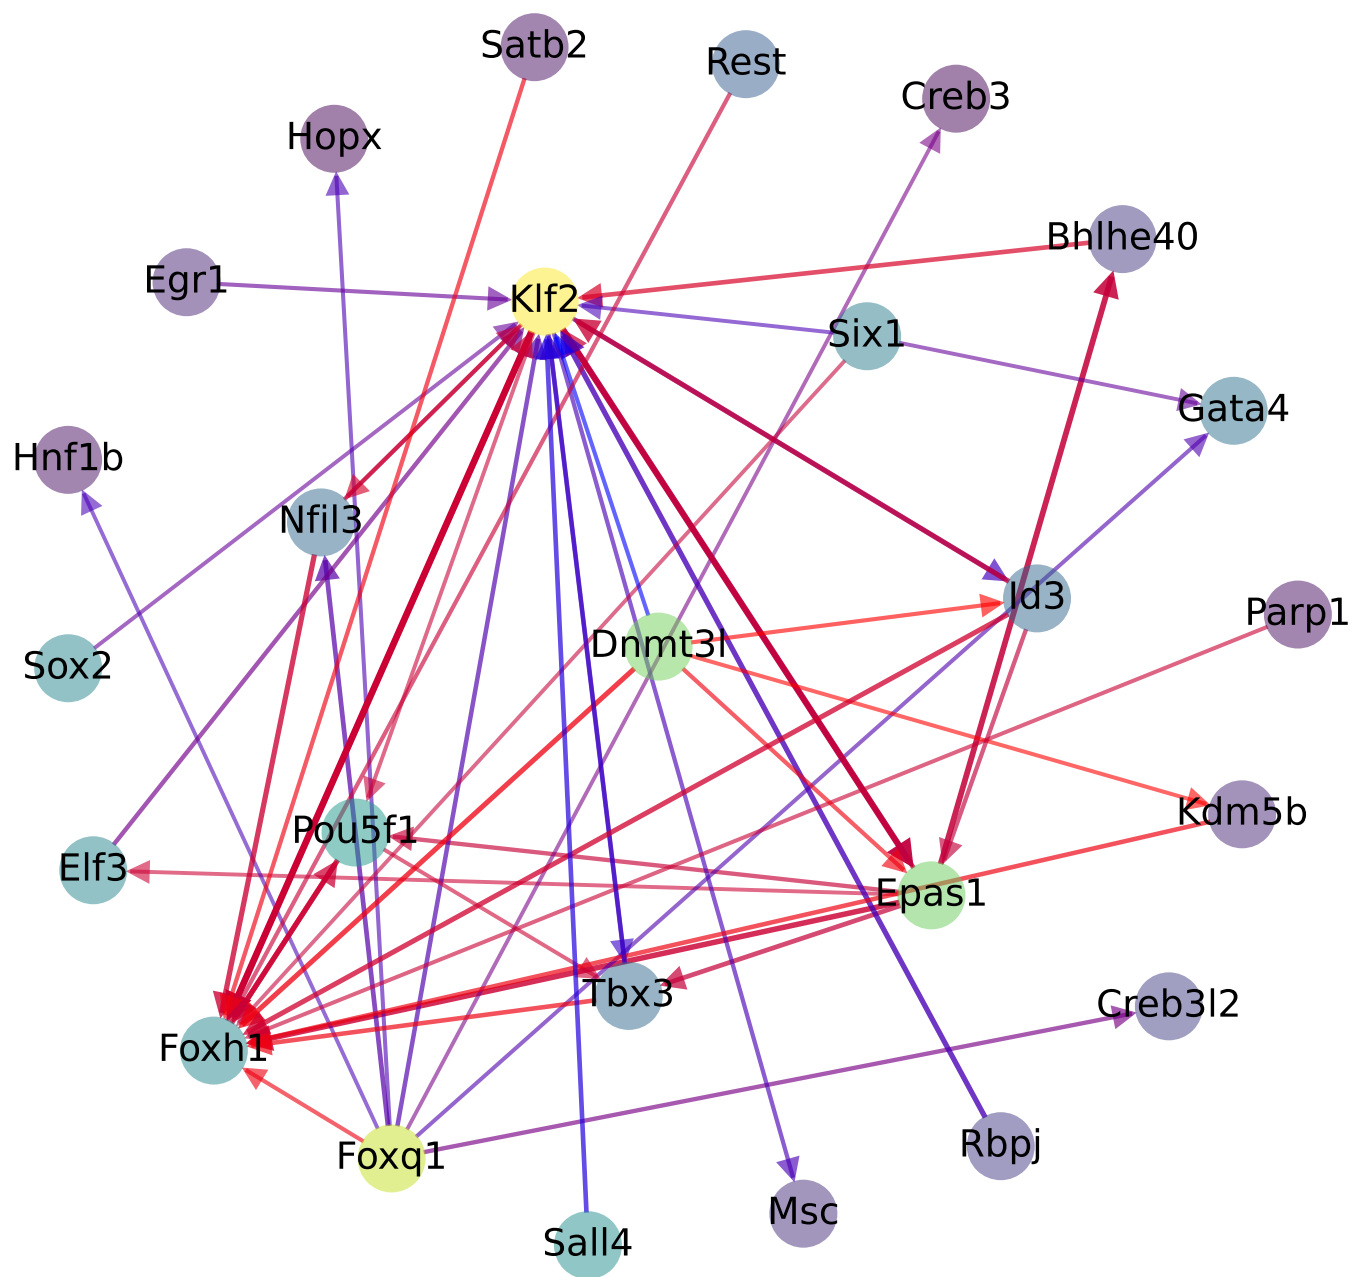 Satb2
Rest
Creb3
Hopx
Bhlhe40
Egr1
Klf2
Six1
Gata4
Hnf1b
Nfil3
Id3
Parp1
Dnmt3l
Sox2
Kdm5b
Pou5f1
Elf3
Epas1
Tbx3
Creb3l2
Foxh1
Foxq1
Rbpj
Msc
Sall4